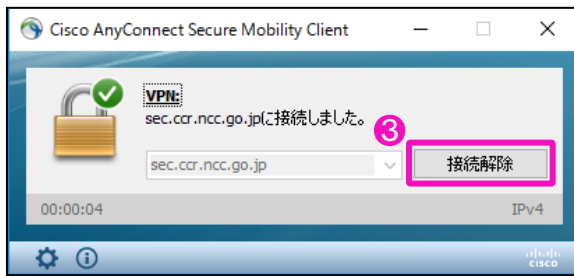 Cisco AnyConnect Secure Mobility Client
VPN:
sec.ccr.ncc.go.jpに接続しました。
3
sec.ccr.ncc.go.jp
接続解除
00:00:04
IPv4
cisco